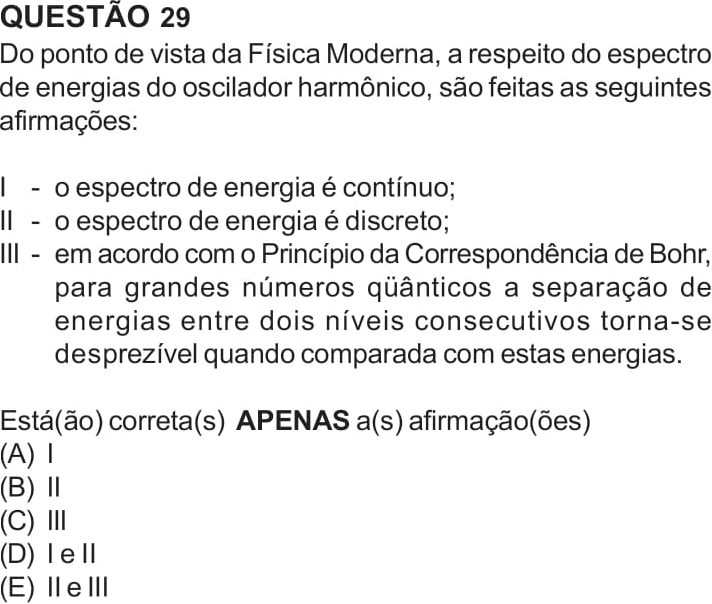 QUESTÃO 29
Do ponto de vista da Física Moderna, a respeito do espectro
de energias do oscilador harmônico, são feitas as seguintes
afirmações:
I - o espectro de energia é contínuo;
II - o espectro de energia é discreto;
III - em acordo com o Princípio da Correspondência de Bohr,
para grandes números qüânticos a separação de
energias entre dois níveis consecutivos torna-se
desprezível quando comparada com estas energias.
Está(ão) correta(s) APENAS a(s) afirmação(ões)
(A) I
(B) II
(C) III
(D) I e II
(E) II e III